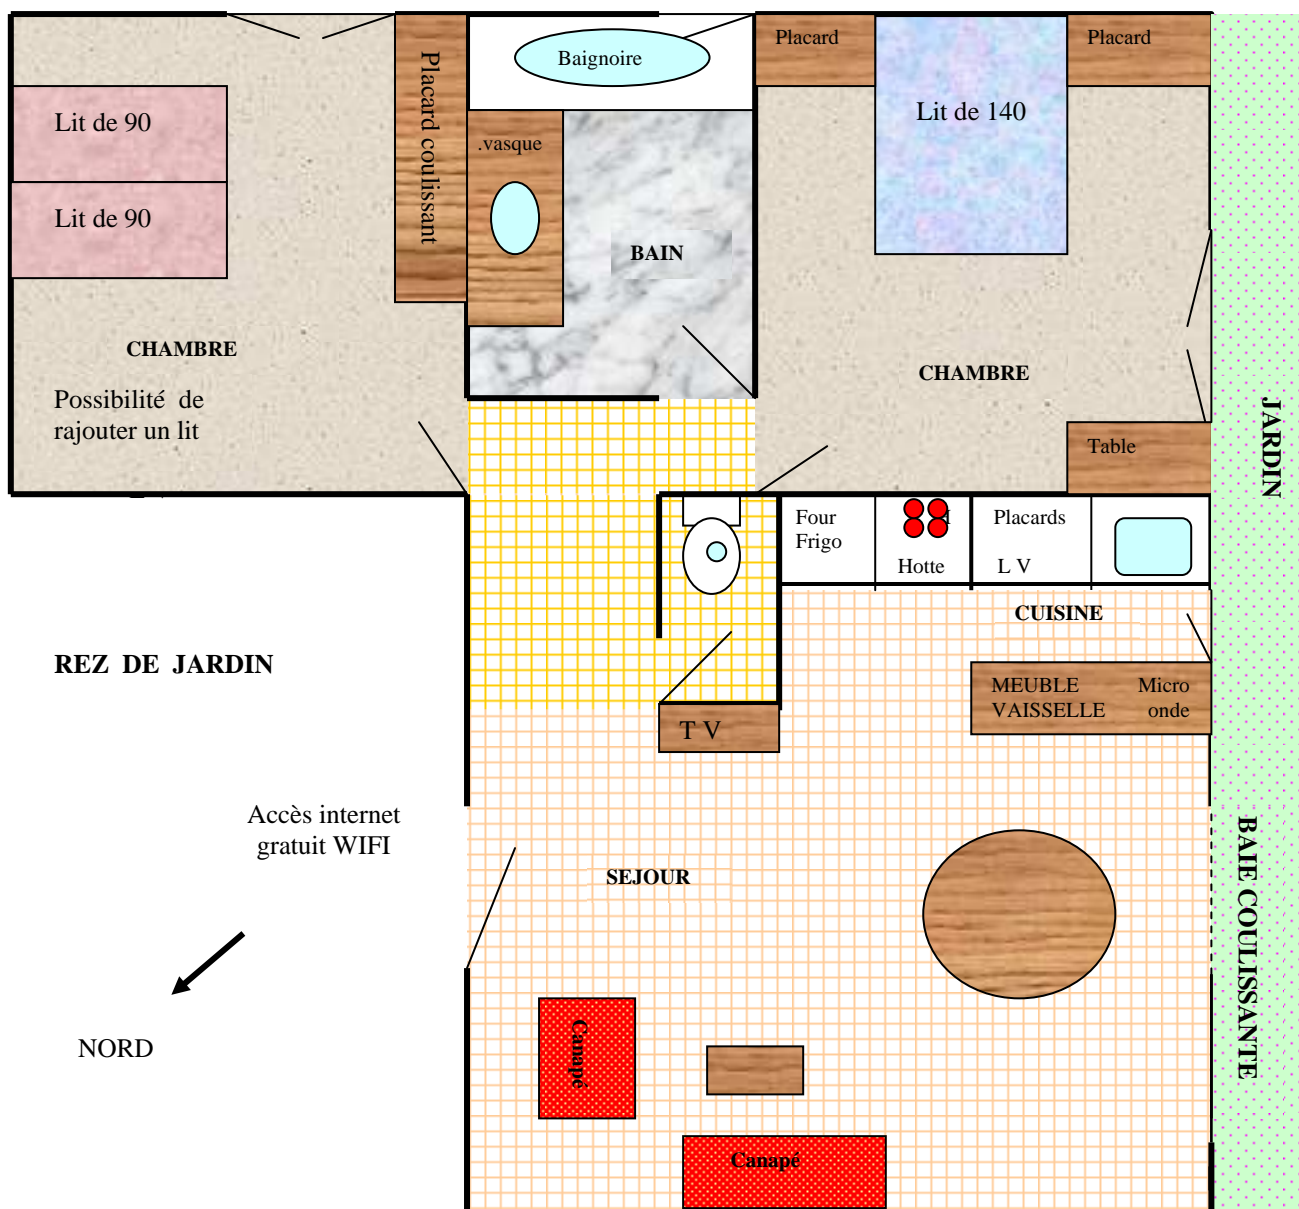 Baignoire
Placard
Placard
Lit de 90
Placard coulissant
Lit de 140
.vasque
Lit de 90
BAIN
CHAMBRE
CHAMBRE
Possibilité de
rajouter un lit
JARDIN
Table
Four
Frigo
Hotte
Placards
L V
CUISINE
REZ DE JARDIN
MEUBLE Micro
VAISSELLE onde
T V
Accès internet
gratuit WIFI
SEJOUR
BAIE COULISSANTE
NORD
Canapé
Canapé